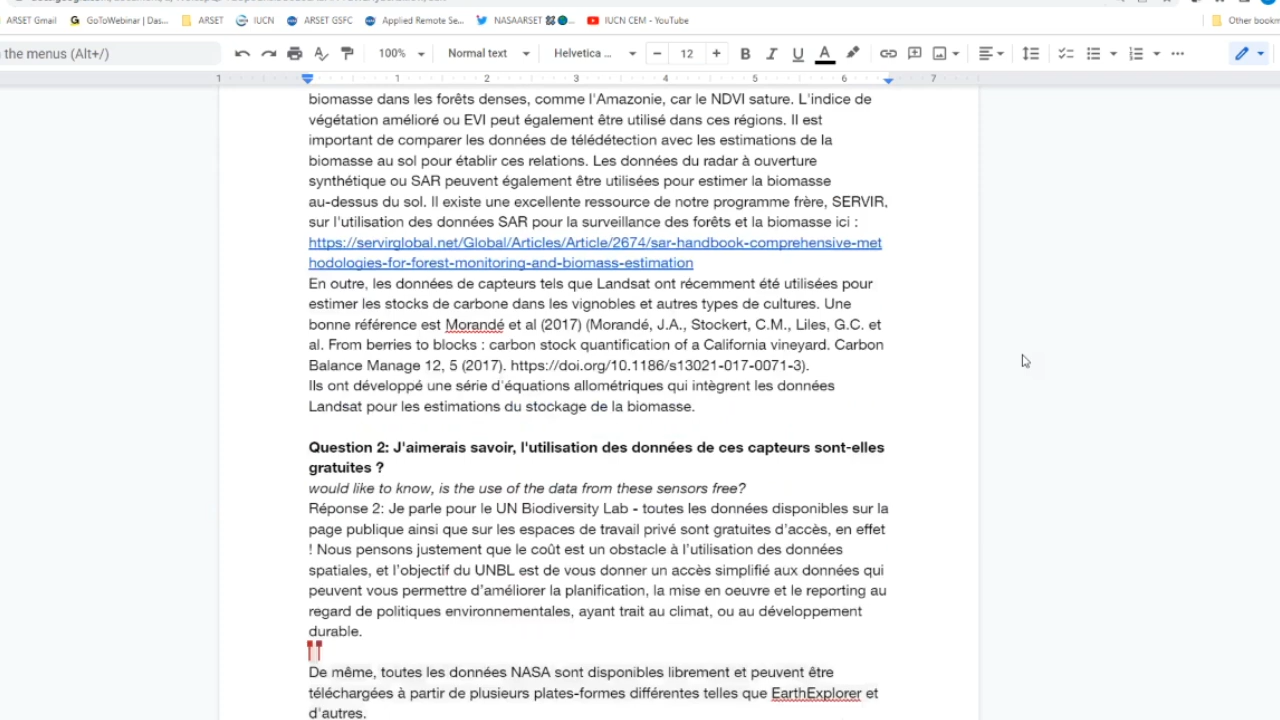 ARSET Gmail GoToWebinar | Das... ARSET IUCN ARSET GSFC Applied Remote Se... NASAARSET IUCN CEM - YouTube Other bookm
the menus (Alt+/) 100% Normal text Helvetica ... 12 B I U A
1 1 2 3 4 5 6 7
biomasse dans les forêts denses, comme l'Amazonie, car le NDVI sature. L'indice de
végétation amélioré ou EVI peut également être utilisé dans ces régions. Il est
important de comparer les données de télédétection avec les estimations de la
biomasse au sol pour établir ces relations. Les données du radar à ouverture
synthétique ou SAR peuvent également être utilisées pour estimer la biomasse
au-dessus du sol. Il existe une excellente ressource de notre programme frère, SERVIR,
sur l'utilisation des données SAR pour la surveillance des forêts et la biomasse ici :
https://servirglobal.net/Global/Articles/Article/2674/sar-handbook-comprehensive-met
hodologies-for-forest-monitoring-and-biomass-estimation
En outre, les données de capteurs tels que Landsat ont récemment été utilisées pour
estimer les stocks de carbone dans les vignobles et autres types de cultures. Une
bonne référence est Morandé et al (2017) (Morandé, J.A., Stockert, C.M., Liles, G.C. et
al. From berries to blocks : carbon stock quantification of a California vineyard. Carbon
Balance Manage 12, 5 (2017). https://doi.org/10.1186/s13021-017-0071-3).
Ils ont développé une série d'équations allométriques qui intègrent les données
Landsat pour les estimations du stockage de la biomasse.
Question 2: J'aimerais savoir, l'utilisation des données de ces capteurs sont-elles
gratuites ?
would like to know, is the use of the data from these sensors free?
Réponse 2: Je parle pour le UN Biodiversity Lab - toutes les données disponibles sur la
page publique ainsi que sur les espaces de travail privé sont gratuites d'accès, en effet
! Nous pensons justement que le coût est un obstacle à l'utilisation des données
spatiales, et l'objectif du UNBL est de vous donner un accès simplifié aux données qui
peuvent vous permettre d'améliorer la planification, la mise en oeuvre et le reporting au
regard de politiques environnementales, ayant trait au climat, ou au développement
durable.
De même, toutes les données NASA sont disponibles librement et peuvent être
téléchargées à partir de plusieurs plates-formes différentes telles que EarthExplorer et
d'autres.